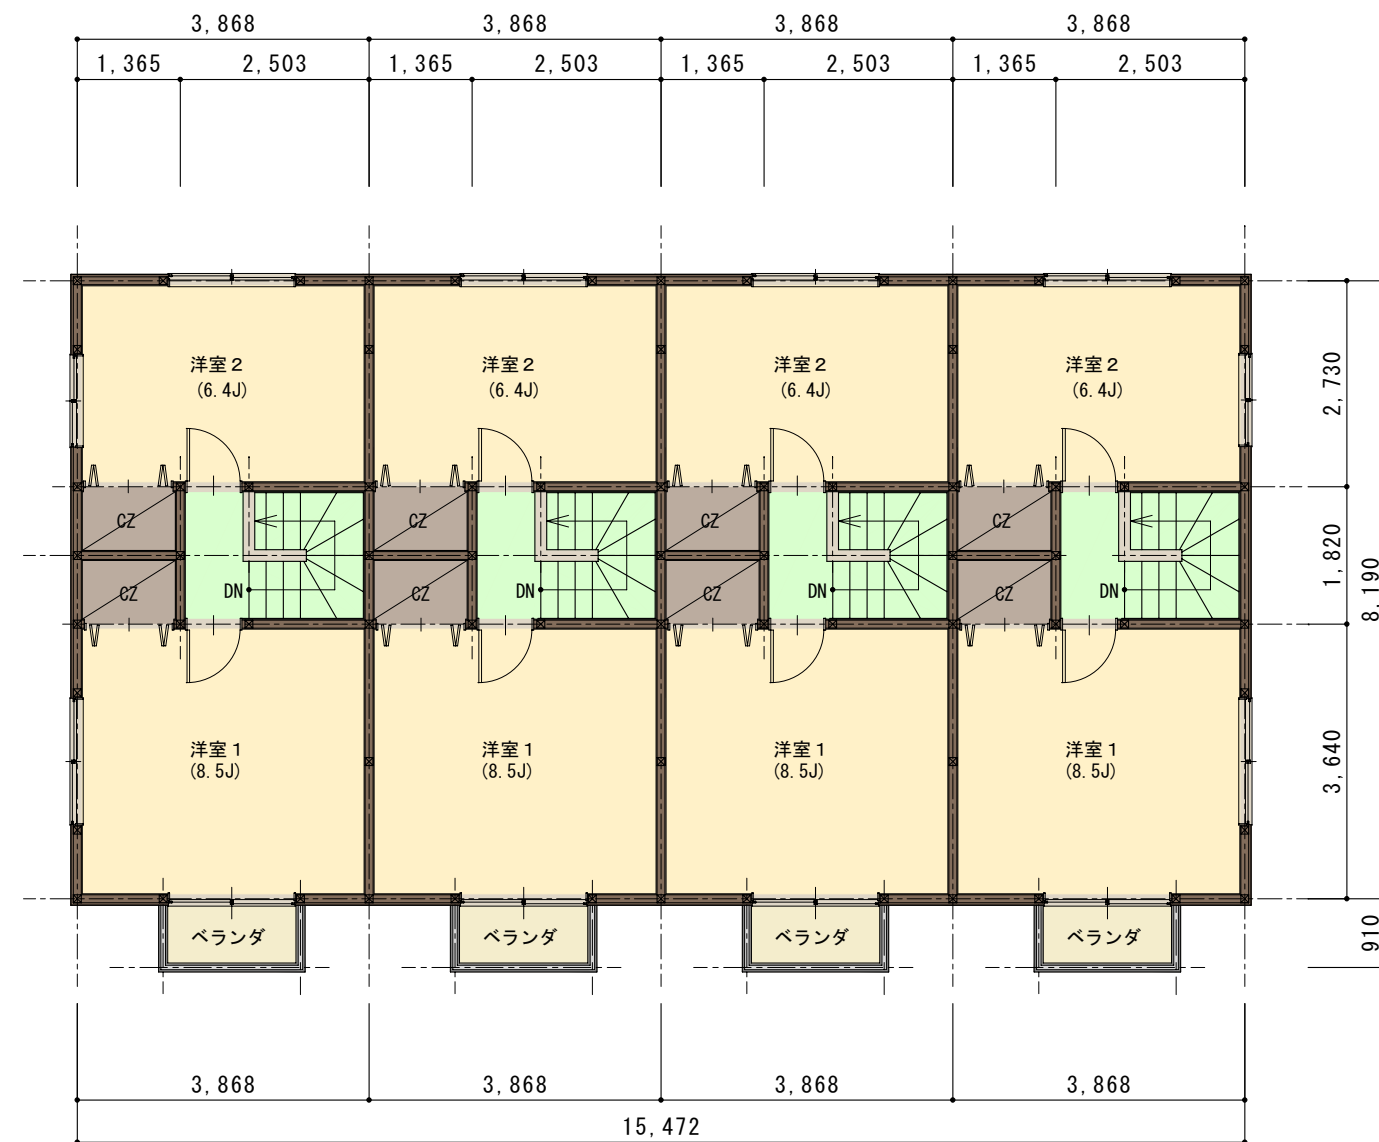 3,868 3,868 3,868 3,868
1,365 2,503 1,365 2,503 1,365 2,503 1,365 2,503
洋室２ 洋室２ 洋室２ 洋室２
(6.4J) (6.4J) (6.4J) (6.4J)
2,730
CZ CZ CZ CZ
1,820
CZ DN CZ DN CZ DN CZ DN
8,190
洋室１ 洋室１ 洋室１ 洋室１
(8.5J) (8.5J) (8.5J) (8.5J)
3,640
ベランダ ベランダ ベランダ ベランダ
910
3,868 3,868 3,868 3,868
15,472